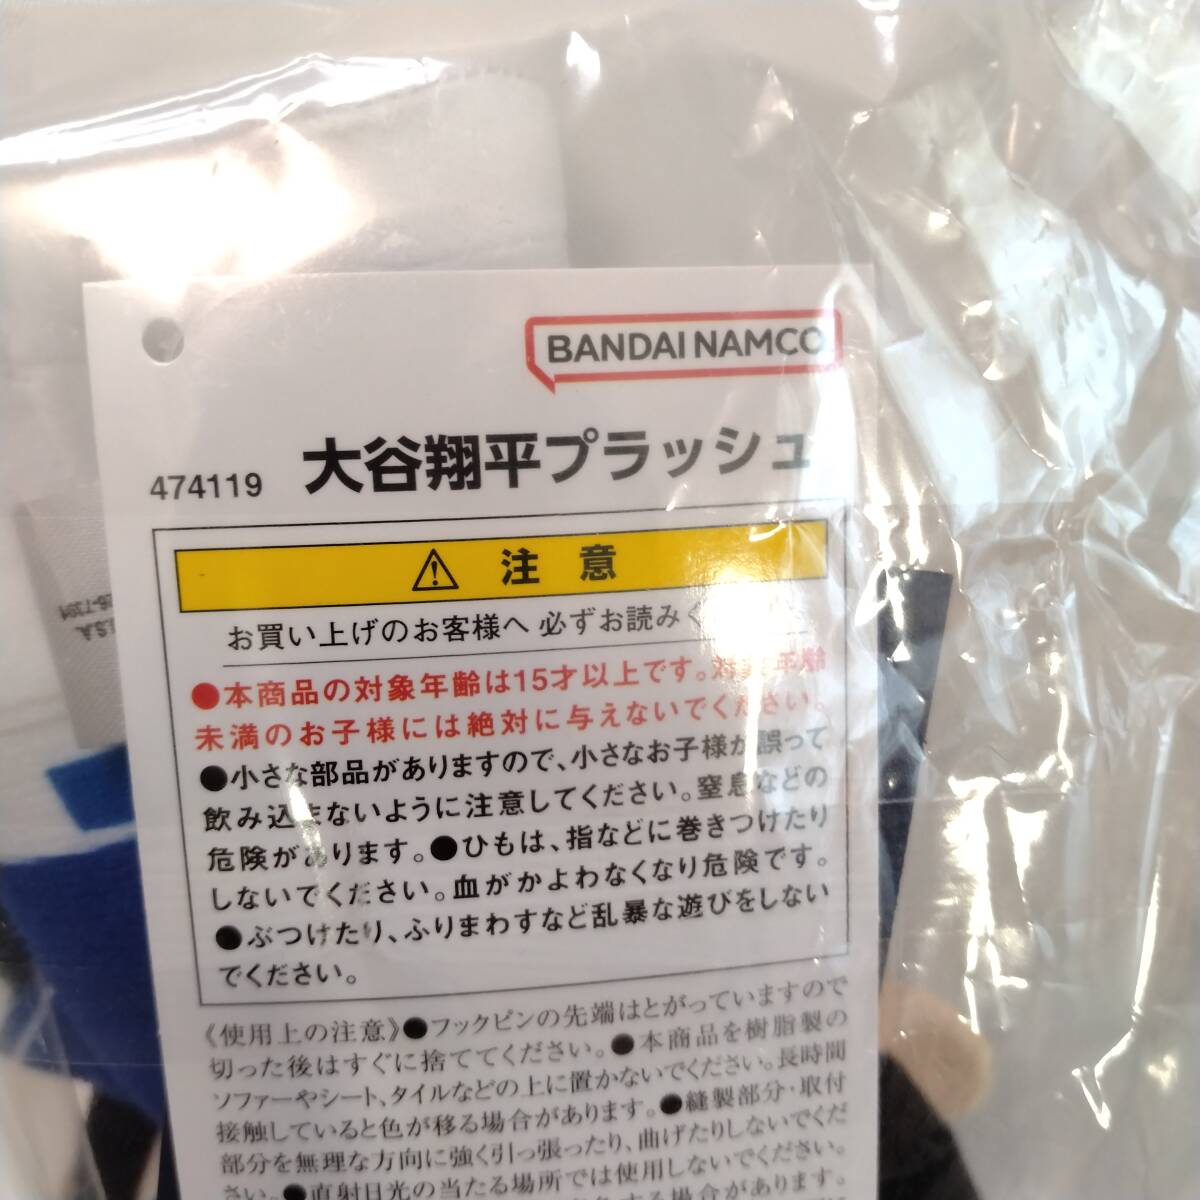 BANDAI NAMCO
474119 大谷翔平プラッシュ
注意
お買い上げのお客様へ 必ずお読みく
●本商品の対象年齢は15才以上です。対象年齢
未満のお子様には絶対に与えないでください。
●小さな部品がありますので、小さなお子様が誤って
飲み込まないように注意してください。窒息などの
危険があります。●ひもは、指などに巻きつけたり
しないでください。血がかよわなくなり危険です。
●ぶつけたり、ふりまわすなど乱暴な遊びをしない
でください。
《使用上の注意》●フックピンの先端はとがっていますので
切った後はすぐに捨ててください。●本商品を樹脂製の
ソファーやシート、タイルなどの上に置かないでください。長時間
接触していると色が移る場合があります。●縫製部分・取付
部分を無理な方向に強く引っ張ったり、曲げたりしないでくだ
さい。●直射日光の当たる場所では使用しないでください。
する場合があります。